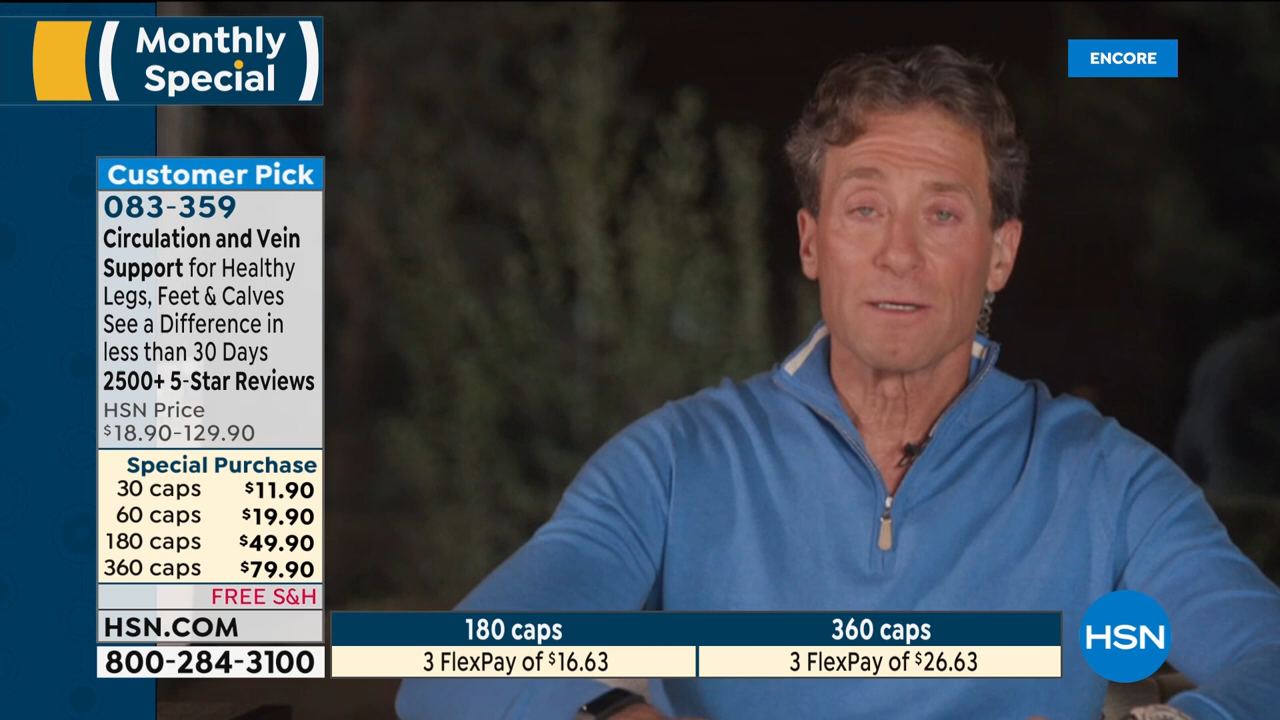 Monthly
Special
ENCORE
Customer Pick
083-359
Circulation and Vein
Support for Healthy
Legs, Feet & Calves
See a Difference in
less than 30 Days
2500+ 5-Star Reviews
HSN Price
$18.90-129.90
Special Purchase
30 caps $11.90
60 caps $19.90
180 caps $49.90
360 caps $79.90
FREE S&H
HSN.COM
800-284-3100
180 caps 360 caps
3 FlexPay of $16.63 3 FlexPay of $26.63
HSN